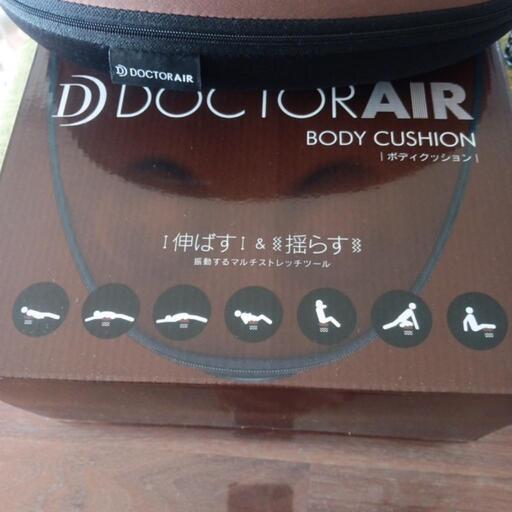 DOCTORAIR
DOCTORAIR
BODY CUSHION
|ボディクッション|
伸ばす & 揺らす
振動するマルチストレッチツール